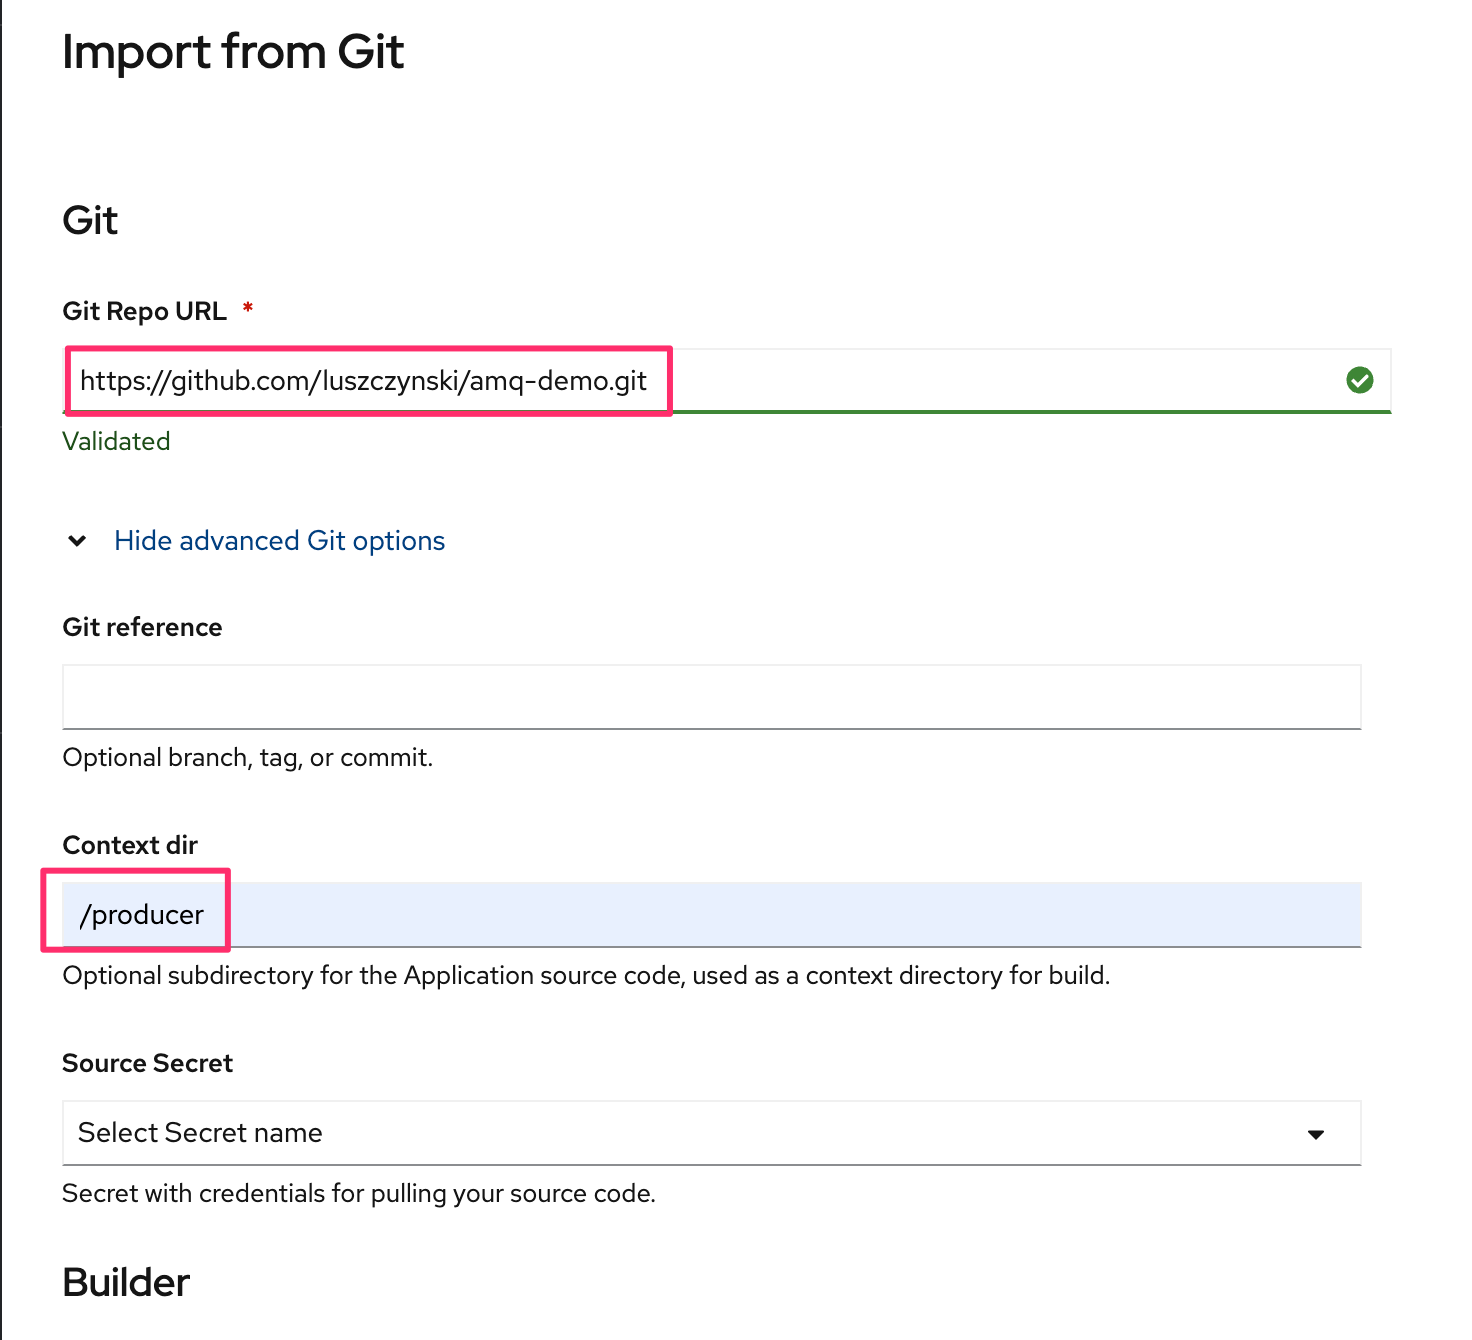 Import from Git
Git
Git Repo URL *
https://github.com/luszczynski/amq-demo.git
Validated
Hide advanced Git options
Git reference
Optional branch, tag, or commit.
Context dir
/producer
Optional subdirectory for the Application source code, used as a context directory for build.
Source Secret
Select Secret name
Secret with credentials for pulling your source code.
Builder